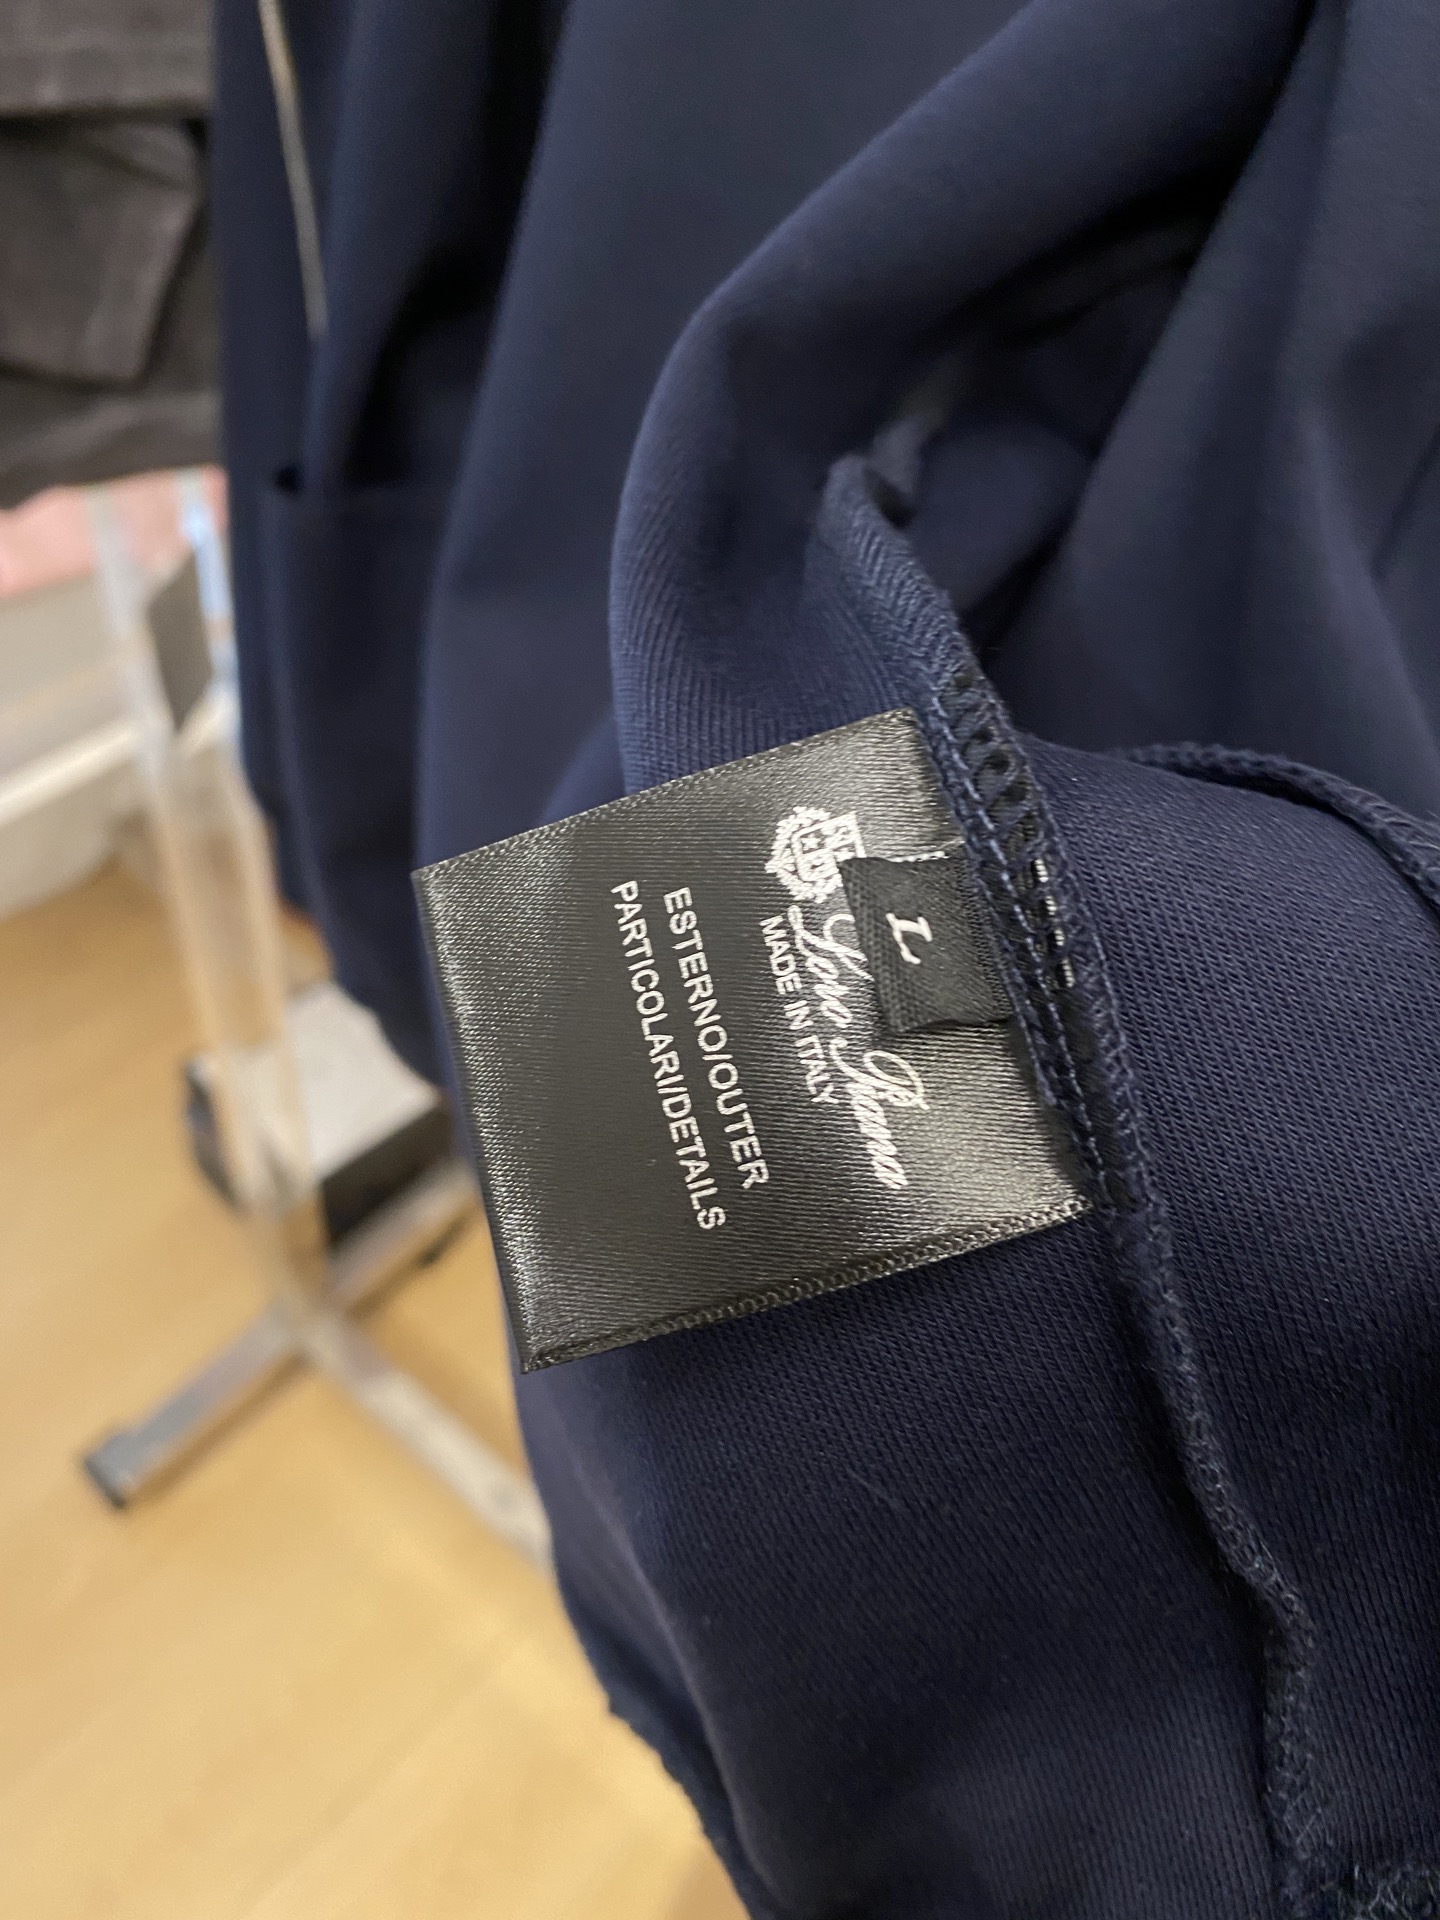 L
Loro Piana
MADE IN ITALY
ESTERNO/OUTER
PARTICOLARI/DETAILS